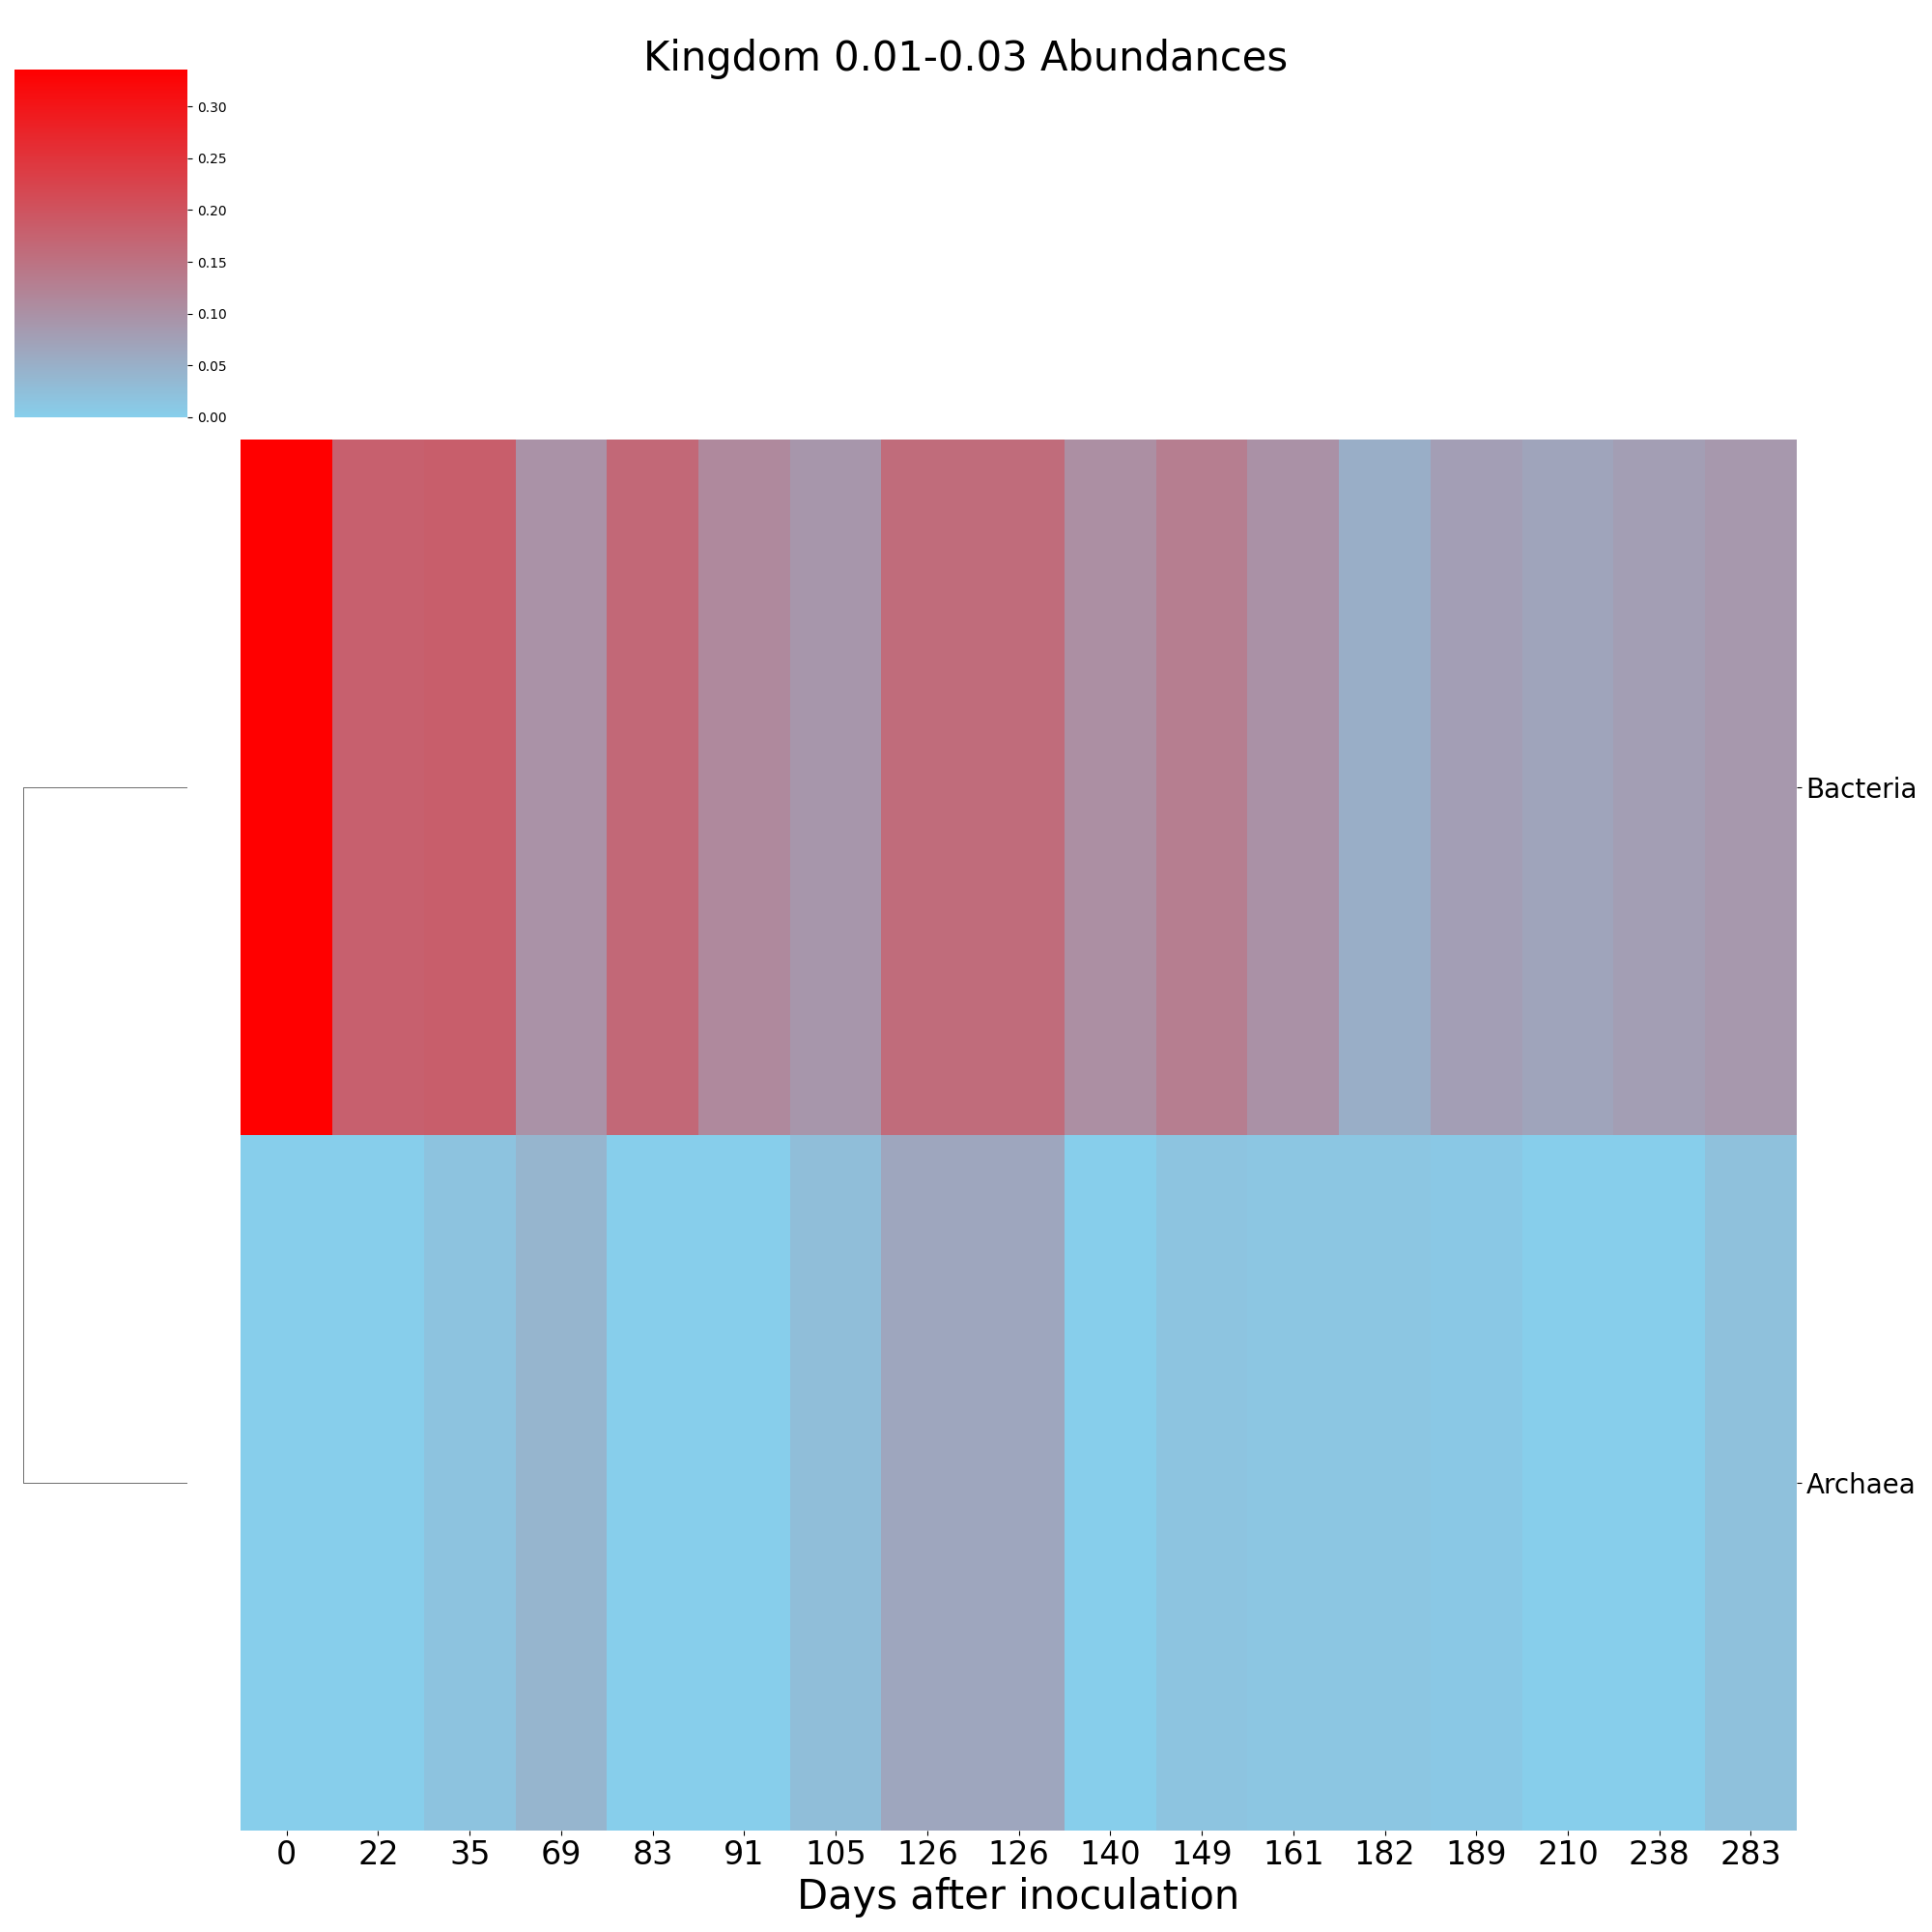 Kingdom 0.01-0.03 Abundances
0.30
0.25
0.20
0.15
0.10
0.05
0.00
Bacteria
Archaea
0 22 35 69 83 91 105 126 126 140 149 161 182 189 210 238 283
Days after inoculation